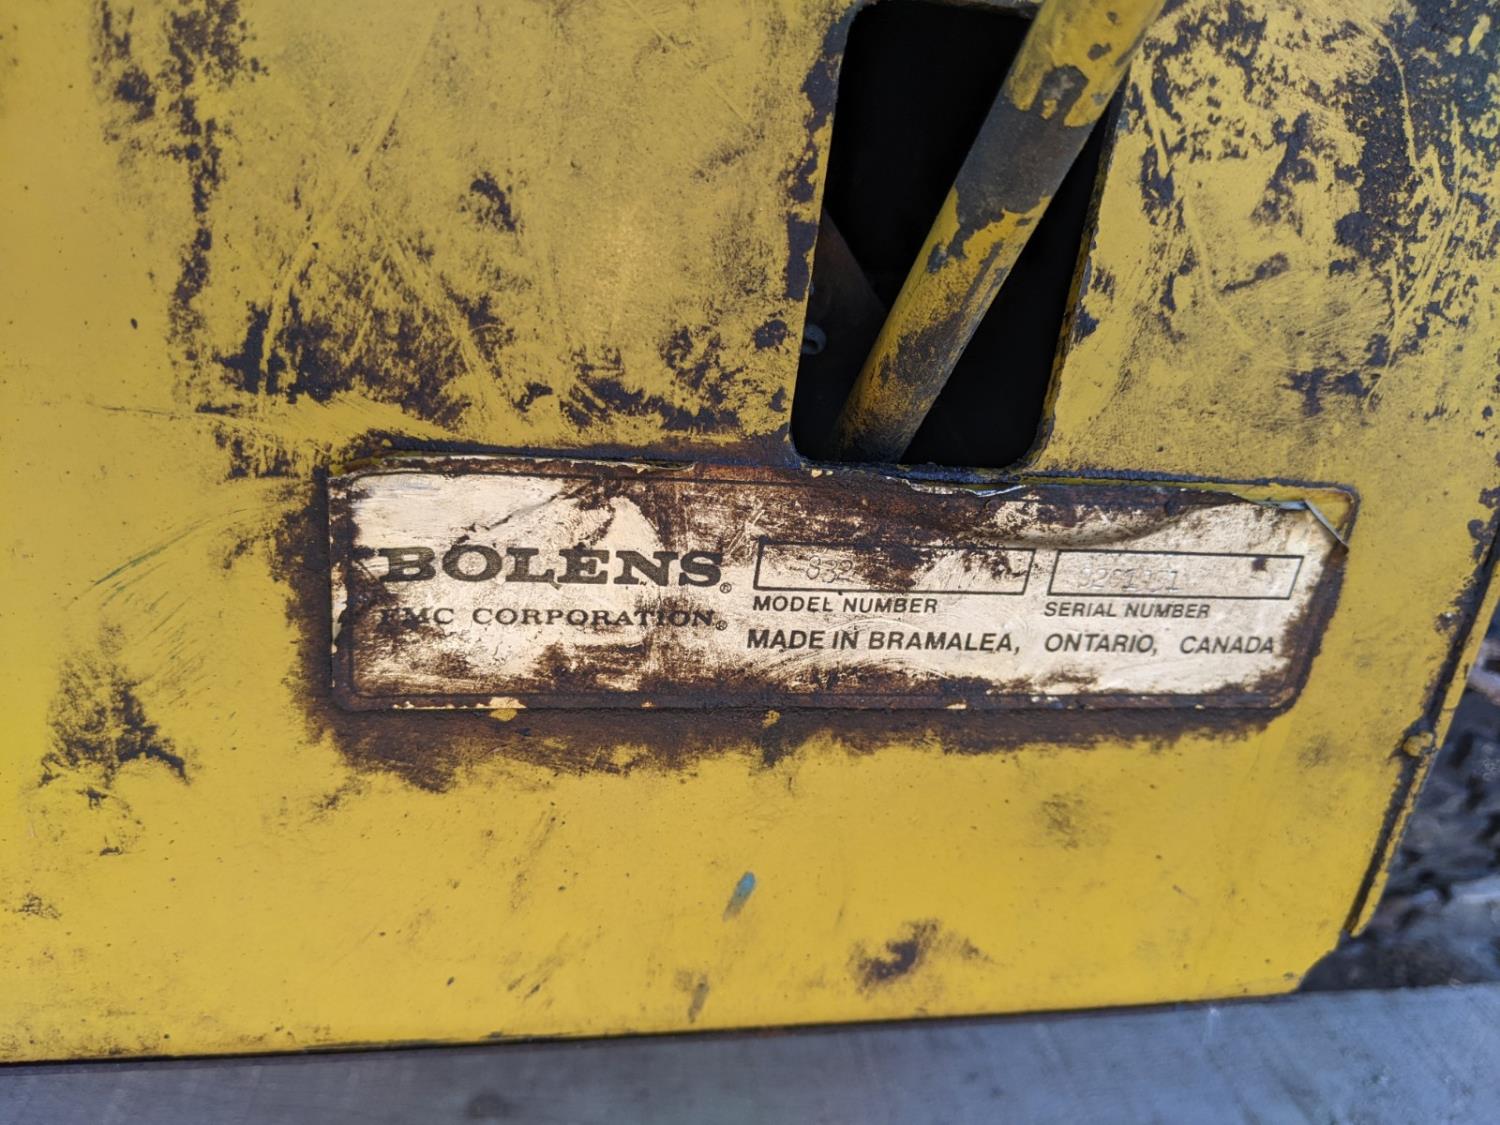 BOLENS®
FMC CORPORATION®
832
MODEL NUMBER
SERIAL NUMBER
MADE IN BRAMALEA, ONTARIO, CANADA